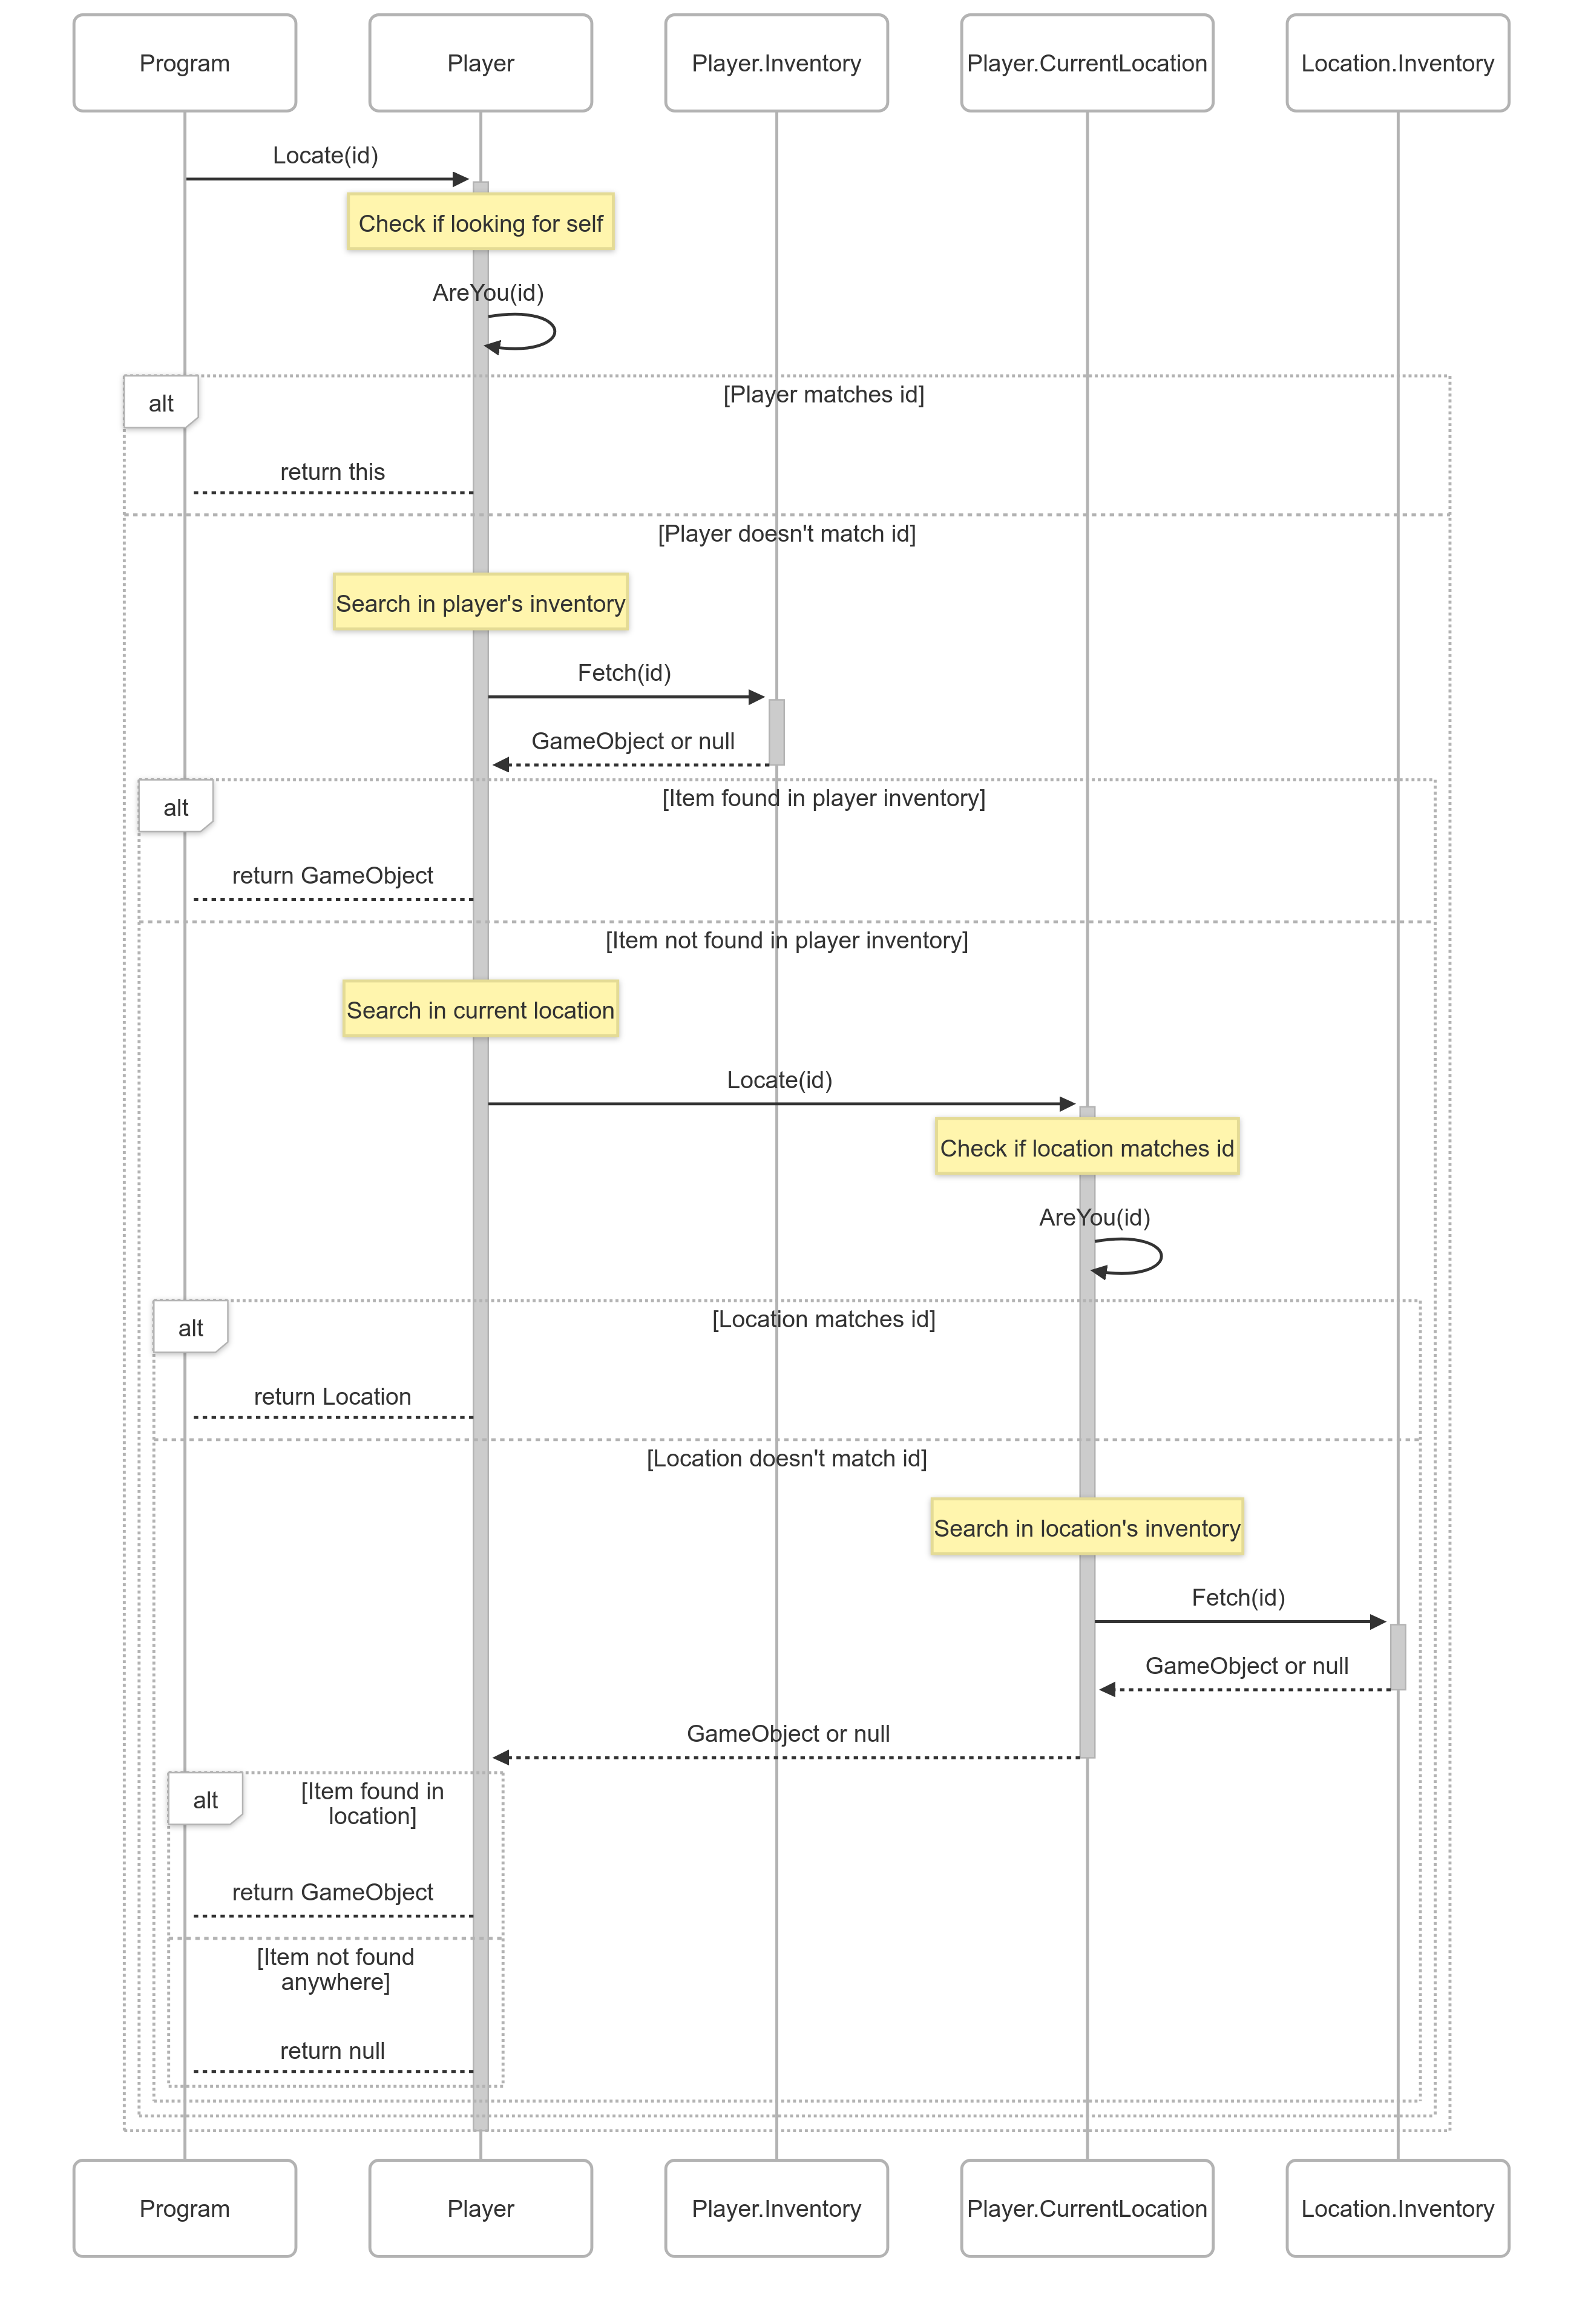 Program
Player
Player.Inventory
Player.CurrentLocation
Location.Inventory
Locate(id)
Check if looking for self
AreYou(id)
alt
[Player matches id]
return this
[Player doesn't match id]
Search in player's inventory
Fetch(id)
GameObject or null
alt
[Item found in player inventory]
return GameObject
[Item not found in player inventory]
Search in current location
Locate(id)
Check if location matches id
AreYou(id)
alt
[Location matches id]
return Location
[Location doesn't match id]
Search in location's inventory
Fetch(id)
GameObject or null
GameObject or null
alt
[Item found in
location]
return GameObject
[Item not found
anywhere]
return null
Program
Player
Player.Inventory
Player.CurrentLocation
Location.Inventory